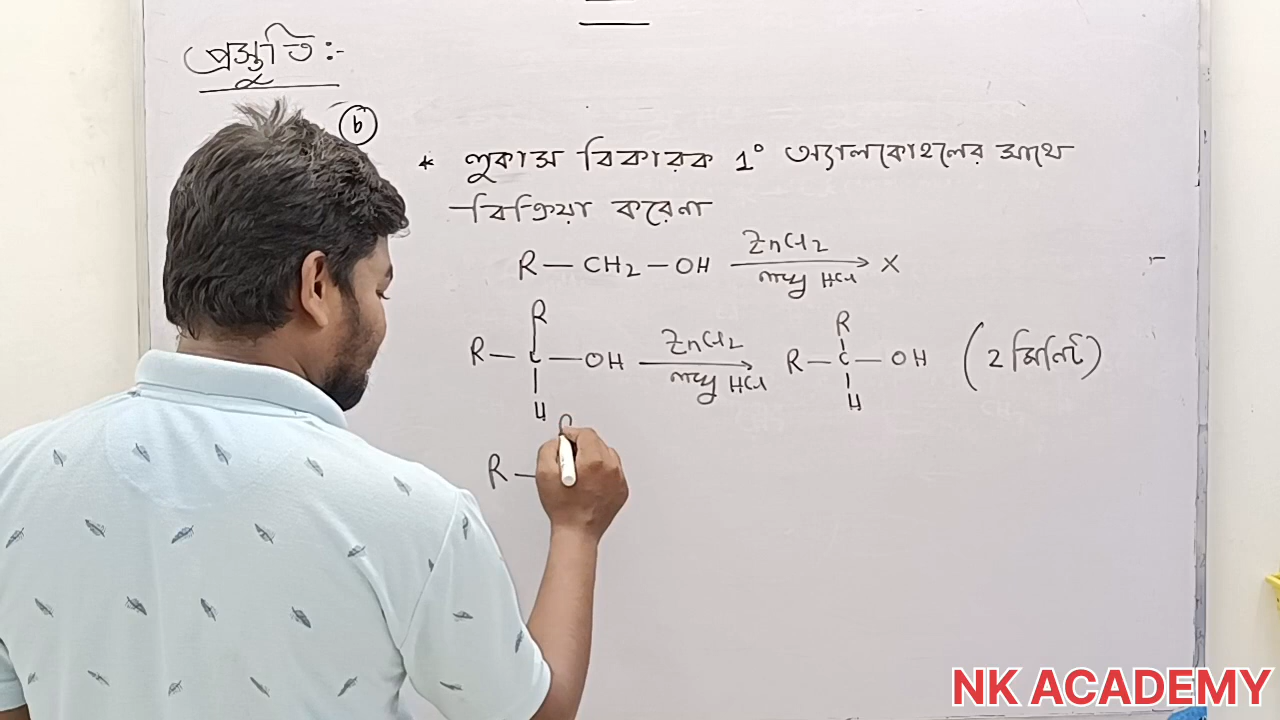 প্রস্তুতি :-
b
* লুকাস বিকারক 1° অ্যালকোহলের সাথে
বিক্রিয়া করেনা
R — CH2 — OH ZnCl2 লঘু HCl X
R
R — C — OH ZnCl2 লঘু HCl
H
R
R — C — OH (2 মিনিট)
H
R —
NK ACADEMY